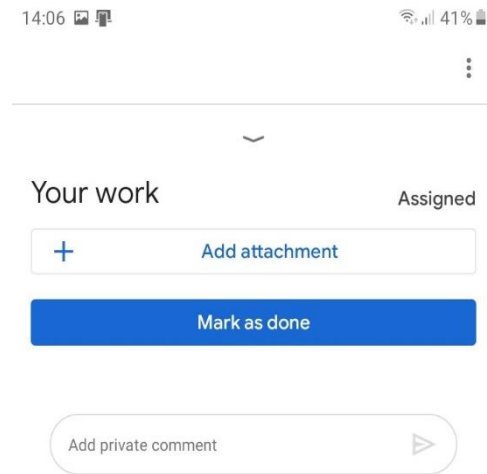 14:06 41%
Your work
Assigned
+ Add attachment
Mark as done
Add private comment